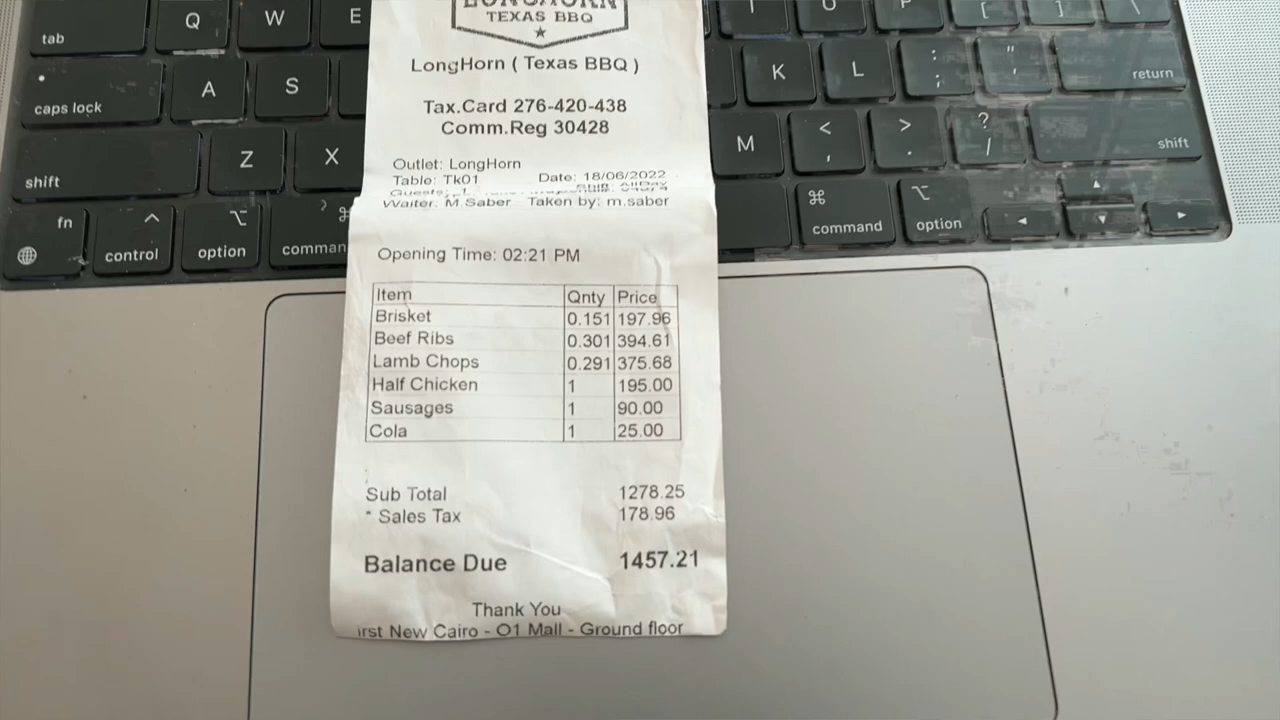 TEXAS BBQ
LongHorn ( Texas BBQ )
Tax.Card 276-420-438
Comm.Reg 30428
Outlet: LongHorn
Table: Tk01 Date: 18/06/2022
Waiter: M.Saber Taken by: m.saber
Opening Time: 02:21 PM
Item Qnty Price
Brisket 0.151 197.96
Beef Ribs 0.301 394.61
Lamb Chops 0.291 375.68
Half Chicken 1 195.00
Sausages 1 90.00
Cola 1 25.00
Sub Total 1278.25
* Sales Tax 178.96
Balance Due 1457.21
Thank You
irst New Cairo - O1 Mall - Ground floor
tab Q W E [ ] \
caps lock A S K L : ; " ' return
shift Z X M < , > . ? / shift
fn control option command command option